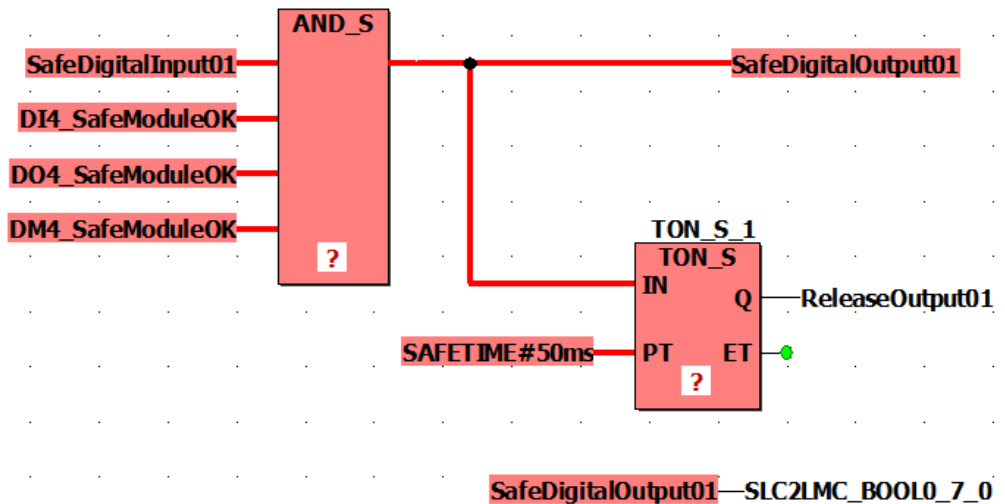 AND_S
SafeDigitalInput01
SafeDigitalOutput01
DI4_SafeModuleOK
DO4_SafeModuleOK
DM4_SafeModuleOK
?
TON_S_1
TON_S
IN
Q
ReleaseOutput01
SAFETIME#50ms
PT
ET
?
SafeDigitalOutput01
SLC2LMC_BOOL0_7_0